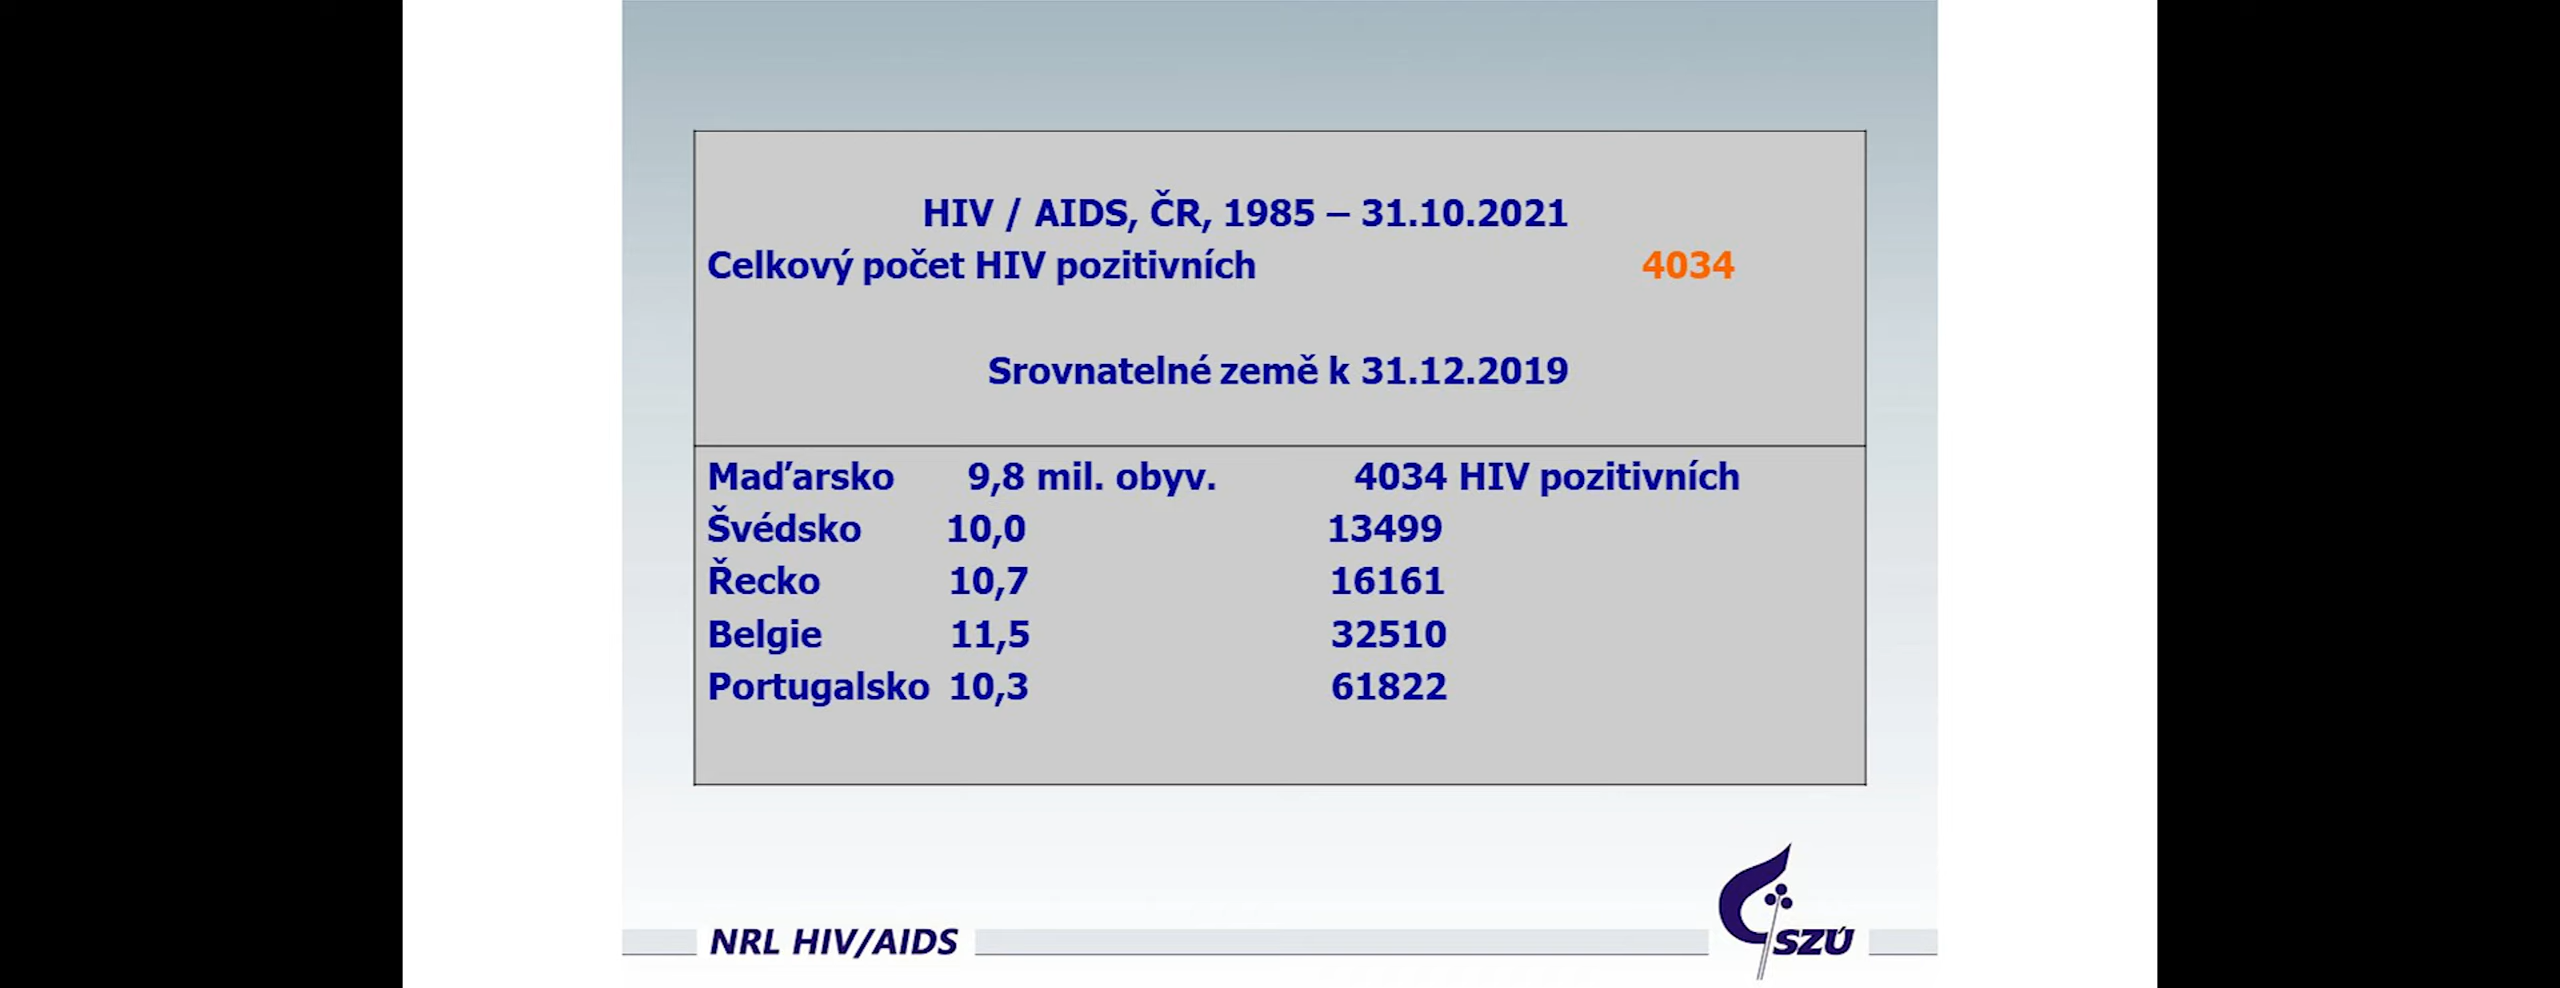 HIV / AIDS, ČR, 1985 – 31.10.2021
Celkový počet HIV pozitivních 4034
Srovnatelné země k 31.12.2019
Maďarsko 9,8 mil. obyv. 4034 HIV pozitivních
Švédsko 10,0 13499
Řecko 10,7 16161
Belgie 11,5 32510
Portugalsko 10,3 61822
NRL HIV/AIDS
SZÚ